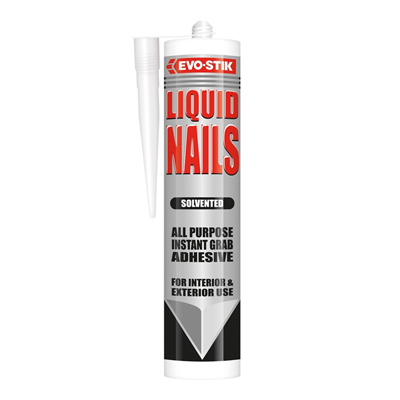 EVO-STIK
LIQUID
NAILS
SOLVENTED
ALL PURPOSE
INSTANT GRAB
ADHESIVE
FOR INTERIOR &
EXTERIOR USE